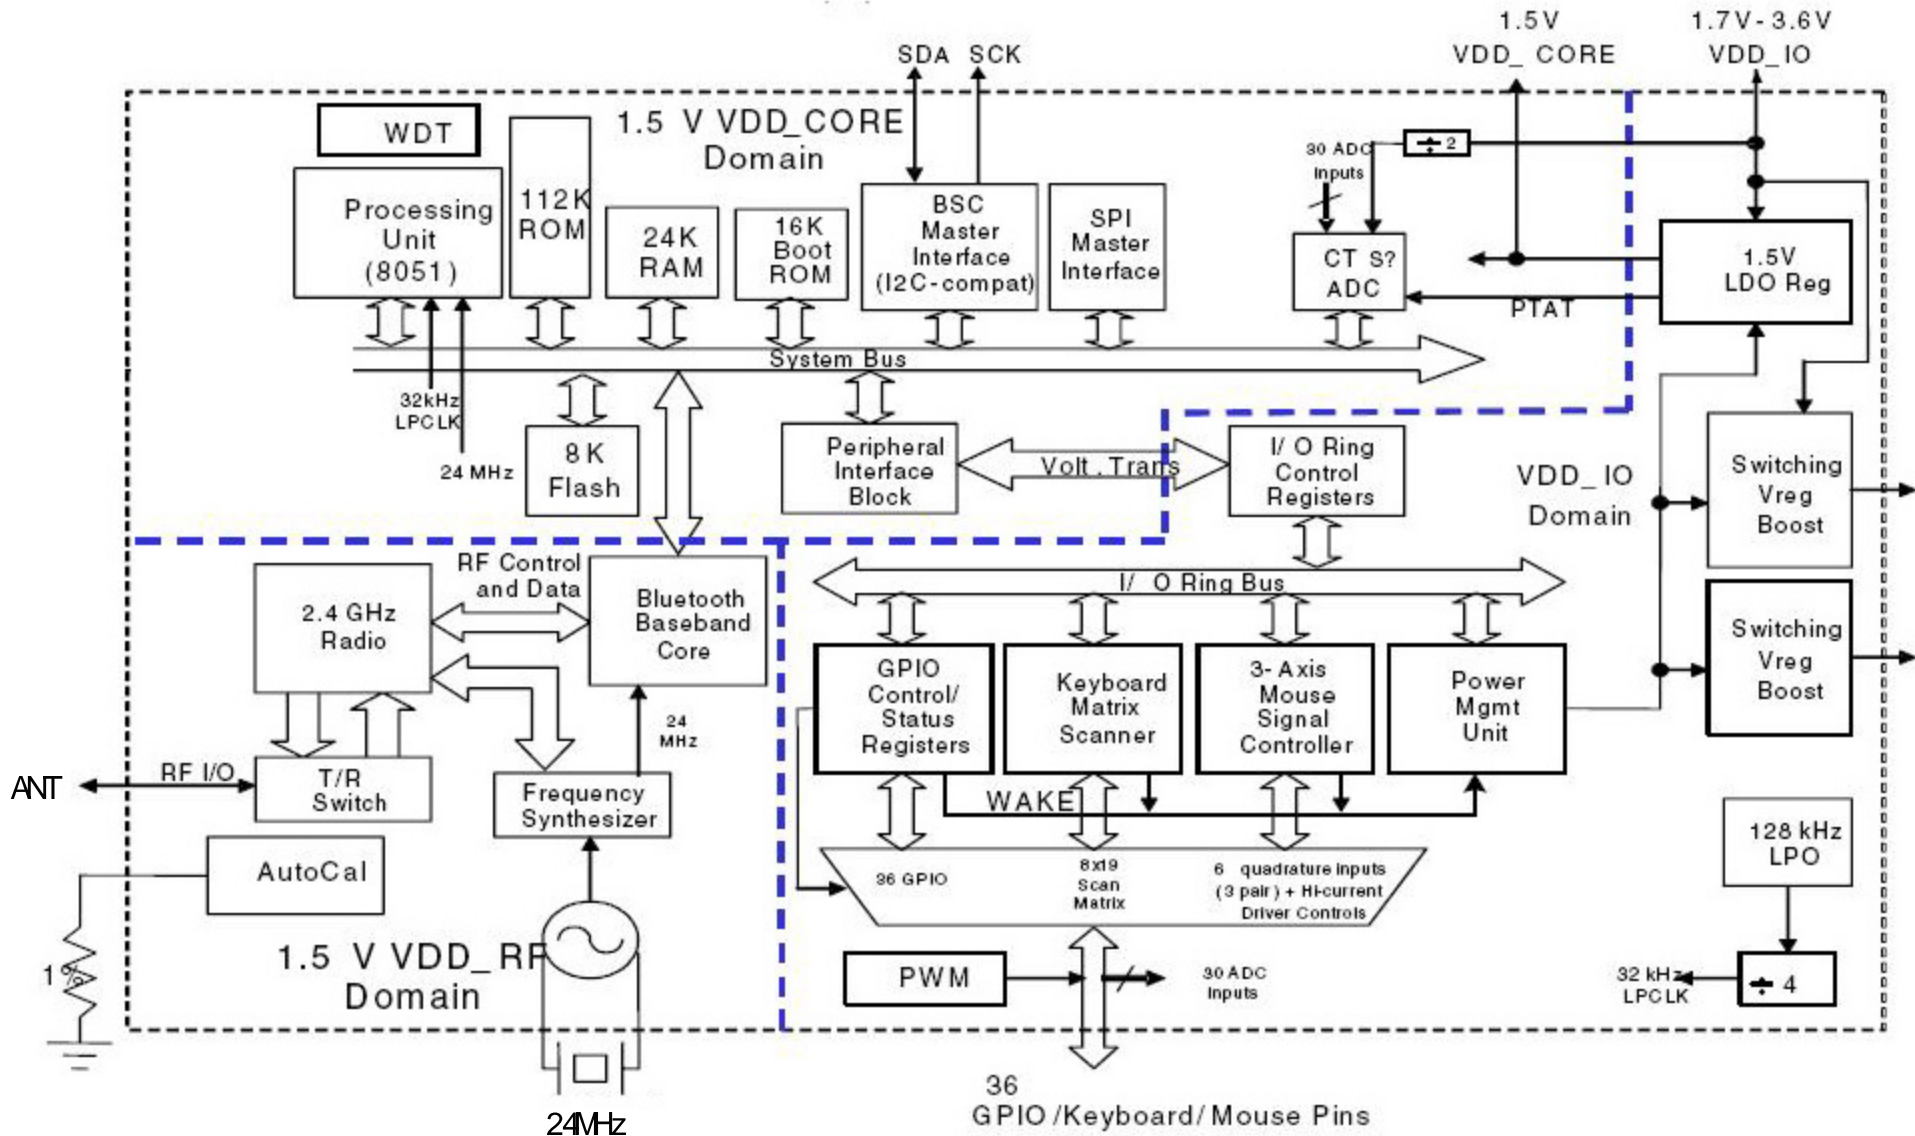 1.5V
VDD_ CORE
1.7V - 3.6V
VDD_IO
SDA SCK
1.5 V VDD_CORE
Domain
WDT
Processing
Unit
(8051)
112K
ROM
24K
RAM
16K
Boot
ROM
BSC
Master
Interface
(I2C-compat)
SPI
Master
Interface
30 ADC
Inputs
÷ 2
CT S?
ADC
1.5V
LDO Reg
PTAT
System Bus
32kHz
LPCLK
24 MHz
8K
Flash
Peripheral
Interface
Block
Volt . Trans
I/ O Ring
Control
Registers
VDD_ IO
Domain
Switching
Vreg
Boost
Switching
Vreg
Boost
RF Control
and Data
2.4 GHz
Radio
Bluetooth
Baseband
Core
24
MHz
I/ O Ring Bus
GPIO
Control/
Status
Registers
Keyboard
Matrix
Scanner
3- Axis
Mouse
Signal
Controller
Power
Mgmt
Unit
WAKE
ANT
RF I/O
T/R
Switch
Frequency
Synthesizer
AutoCal
1%
1.5 V VDD_ RF
Domain
24MHz
36 GPIO
8x19
Scan
Matrix
6 quadrature inputs
(3 pair) + Hi-current
Driver Controls
PWM
30 ADC
Inputs
128 kHz
LPO
÷ 4
32 kHz
LPCLK
36
GPIO /Keyboard/ Mouse Pins